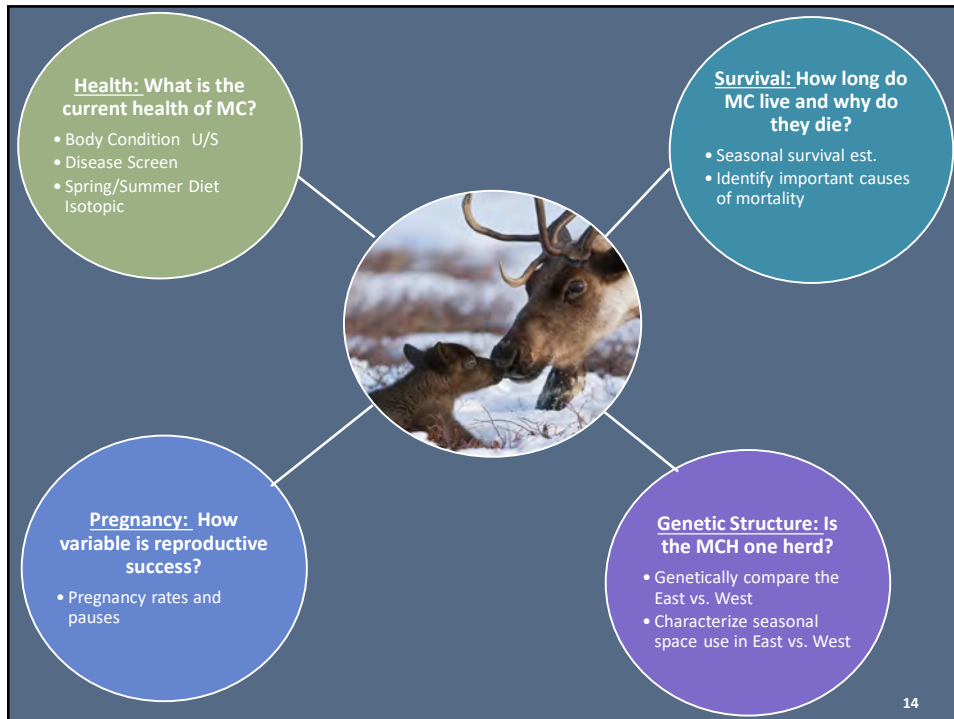 Health: What is the
current health of MC?
• Body Condition U/S
• Disease Screen
• Spring/Summer Diet
Isotopic
Survival: How long do
MC live and why do
they die?
• Seasonal survival est.
• Identify important causes
of mortality
Pregnancy: How
variable is reproductive
success?
• Pregnancy rates and
pauses
Genetic Structure: Is
the MCH one herd?
• Genetically compare the
East vs. West
• Characterize seasonal
space use in East vs. West
14